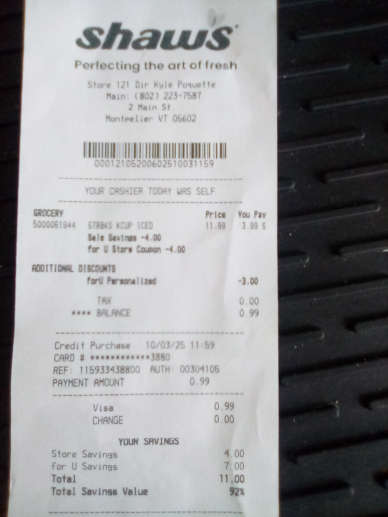 shaws
Perfecting the art of fresh
Store 121 Dir Kyle Poquette
Main: (802) 223-7587
2 Main St
Montpelier VT 05602
00012105200602510031159
YOUR CASHIER TODAY WAS SELF
GROCERY Price You Pay
5000061944 STRBKS KCUP ICED 11.99 3.99 S
Sale Savings -4.00
for U Store Coupon -4.00
ADDITIONAL DISCOUNTS
forU Personalized -3.00
TAX 0.00
**** BALANCE 0.99
Credit Purchase 10/03/25 11:59
CARD # ************3880
REF: 115933438800 AUTH: 00304105
PAYMENT AMOUNT 0.99
Visa 0.99
CHANGE 0.00
YOUR SAVINGS
Store Savings 4.00
for U Savings 7.00
Total 11.00
Total Savings Value 92%